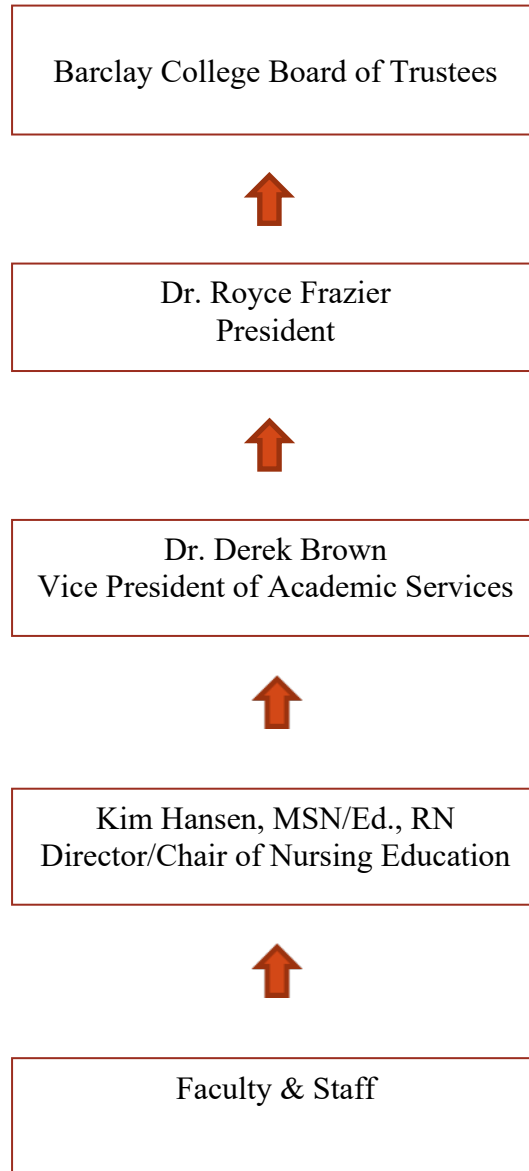 Barclay College Board of Trustees
Dr. Royce Frazier
President
Dr. Derek Brown
Vice President of Academic Services
Kim Hansen, MSN/Ed., RN
Director/Chair of Nursing Education
Faculty & Staff